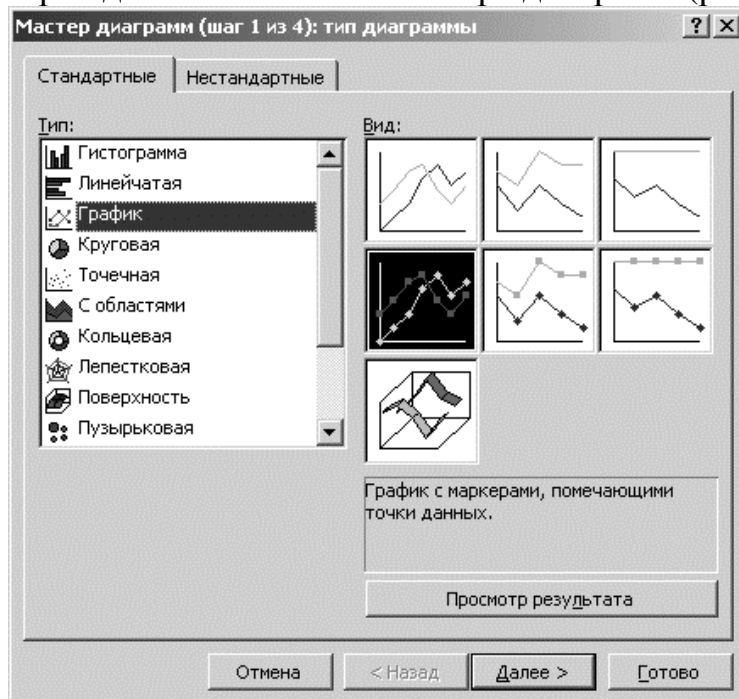 Мастер диаграмм (шаг 1 из 4): тип диаграммы
Стандартные Нестандартные
Тип:
Гистограмма
Линейчатая
График
Круговая
Точечная
С областями
Кольцевая
Лепестковая
Поверхность
Пузырьковая
Вид:
График с маркерами, помечающими
точки данных.
Просмотр результата
Отмена < Назад Далее > Готово